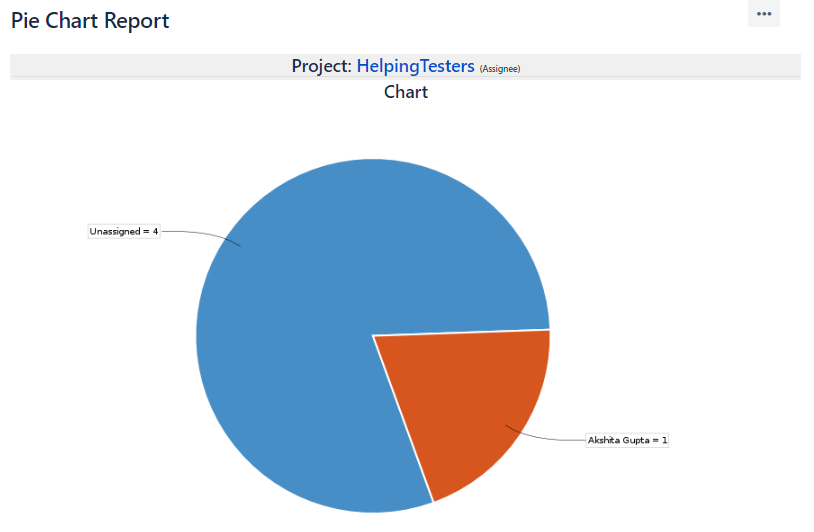 Pie Chart Report
Project: HelpingTesters (Assignee)
Chart
Unassigned = 4
Akshita Gupta = 1